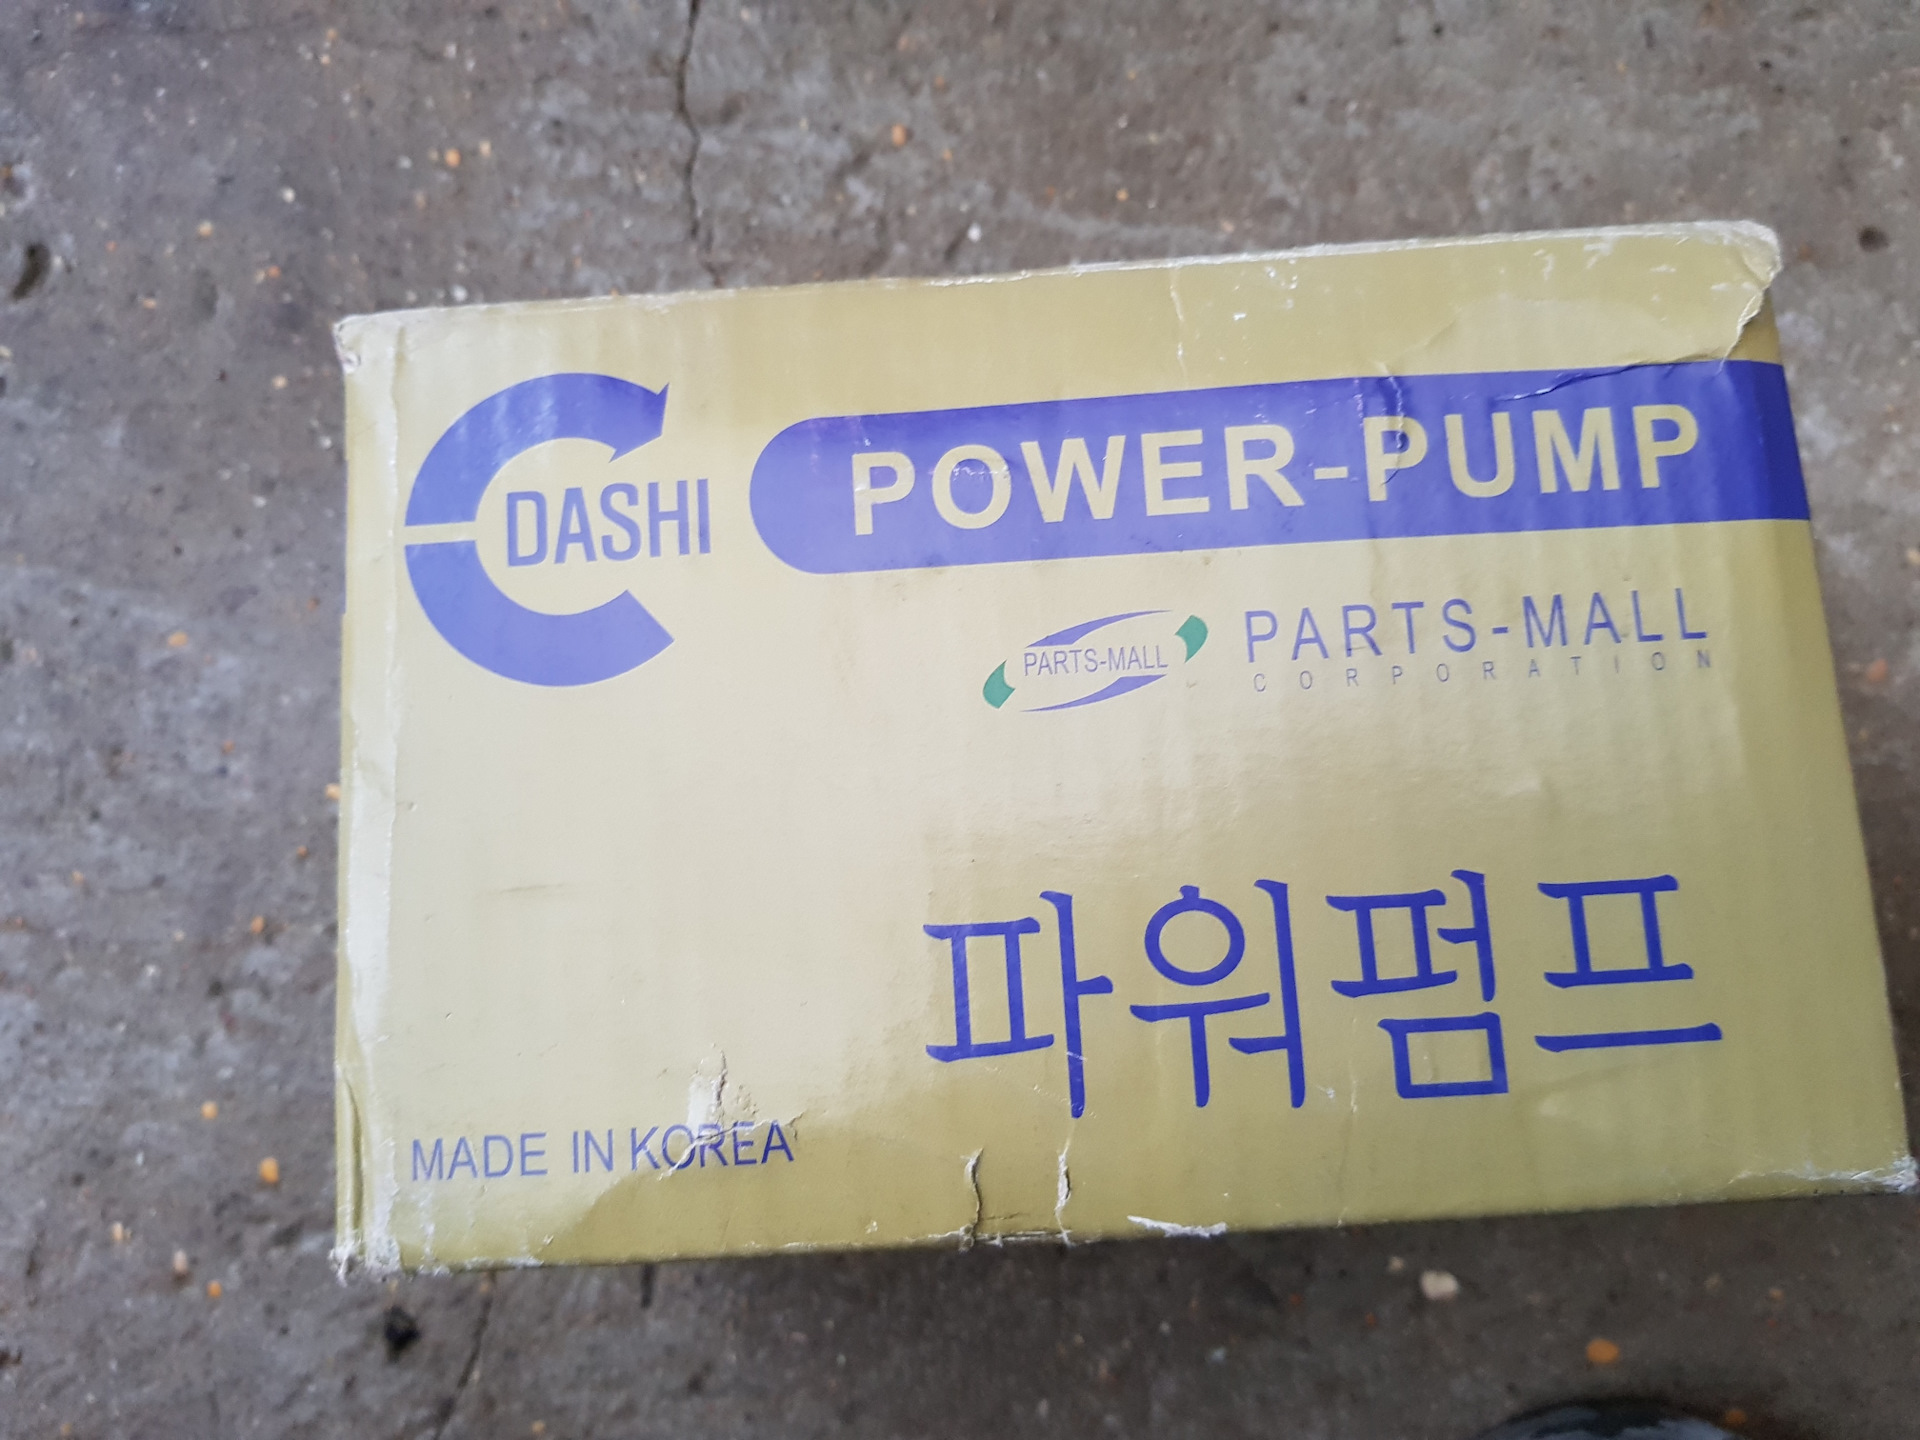 DASHI
POWER-PUMP
PARTS-MALL
PARTS-MALL
CORPORATION
파워펌프
MADE IN KOREA